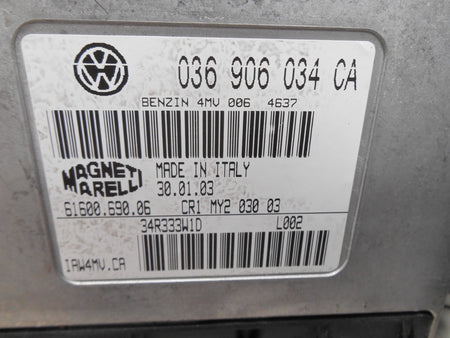 036 906 034 CA
BENZIN 4MV 006 4637
MAGNETI MARELLI
MADE IN ITALY
30.01.03
61600.690.06 CR1 MY2 030 03
34R333W1D L002
IAW4MV.CA